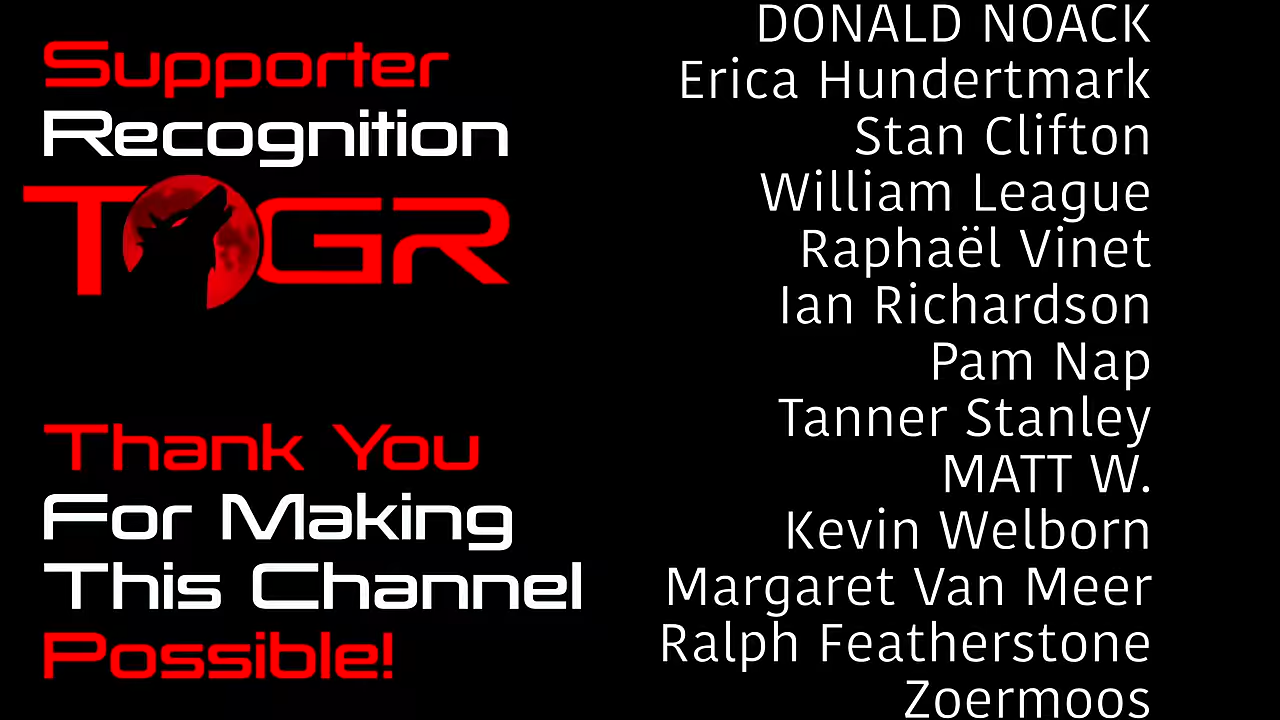 Supporter
Recognition
TOGR
Thank You
For Making
This Channel
Possible!
DONALD NOACK
Erica Hundertmark
Stan Clifton
William League
Raphaël Vinet
Ian Richardson
Pam Nap
Tanner Stanley
MATT W.
Kevin Welborn
Margaret Van Meer
Ralph Featherstone
Zoermoos